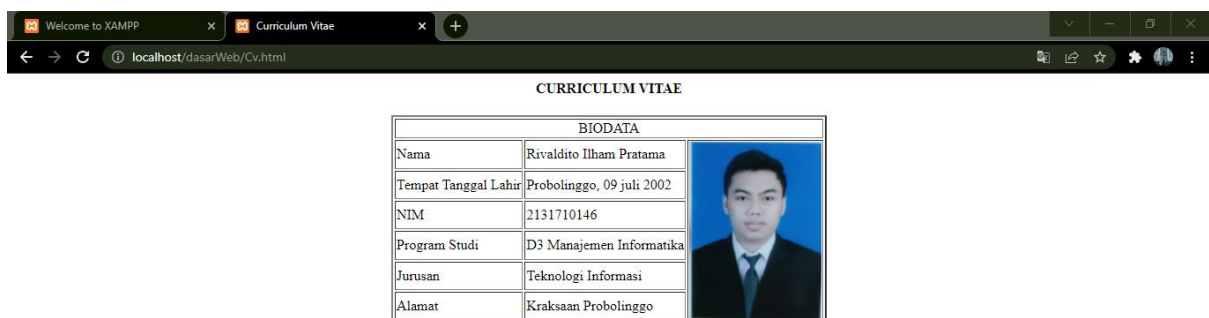 Welcome to XAMPP
Curriculum Vitae
localhost/dasarWeb/Cv.html
CURRICULUM VITAE
BIODATA
Nama Rivaldito Ilham Pratama
Tempat Tanggal Lahir Probolinggo, 09 juli 2002
NIM 2131710146
Program Studi D3 Manajemen Informatika
Jurusan Teknologi Informasi
Alamat Kraksaan Probolinggo